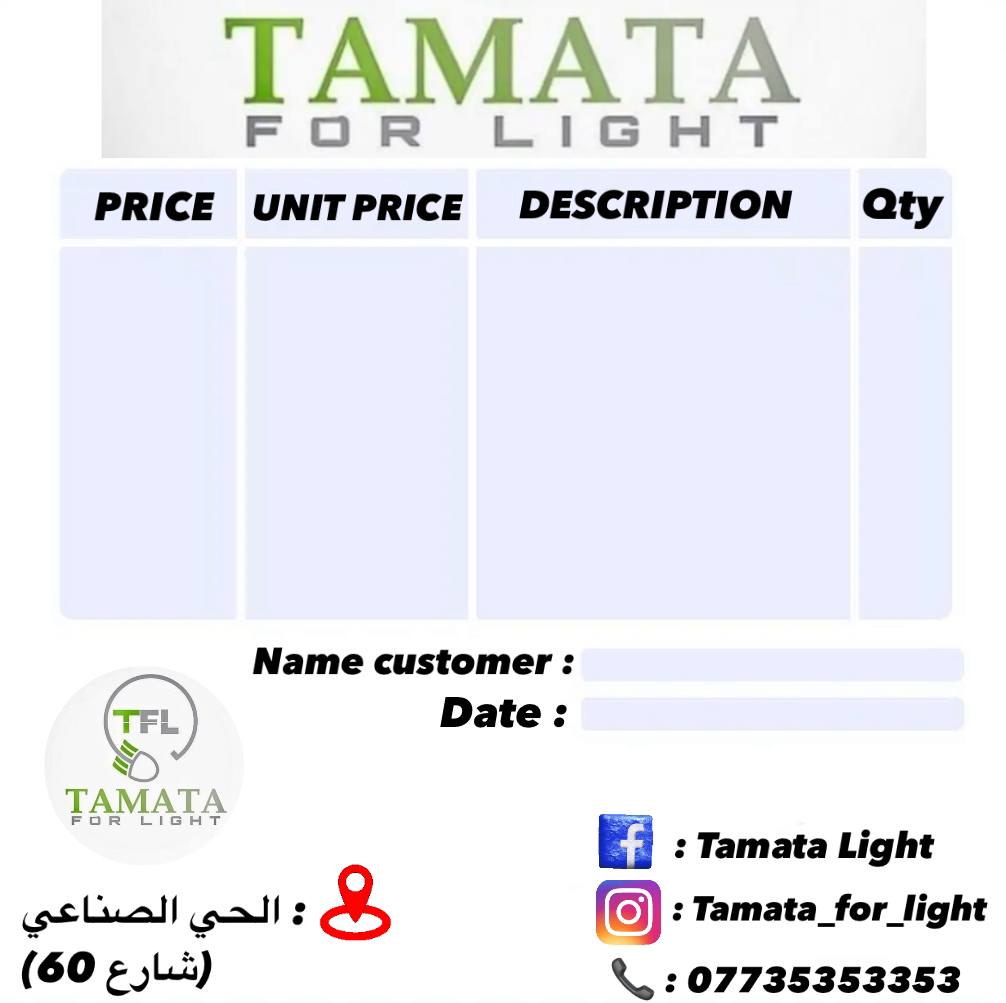 TAMATA
FOR LIGHT
PRICE UNIT PRICE DESCRIPTION Qty
Name customer :
Date :
TFL
TAMATA
FOR LIGHT
: Tamata Light
: Tamata_for_light
: 07735353353
: الحي الصناعي
(شارع 60)